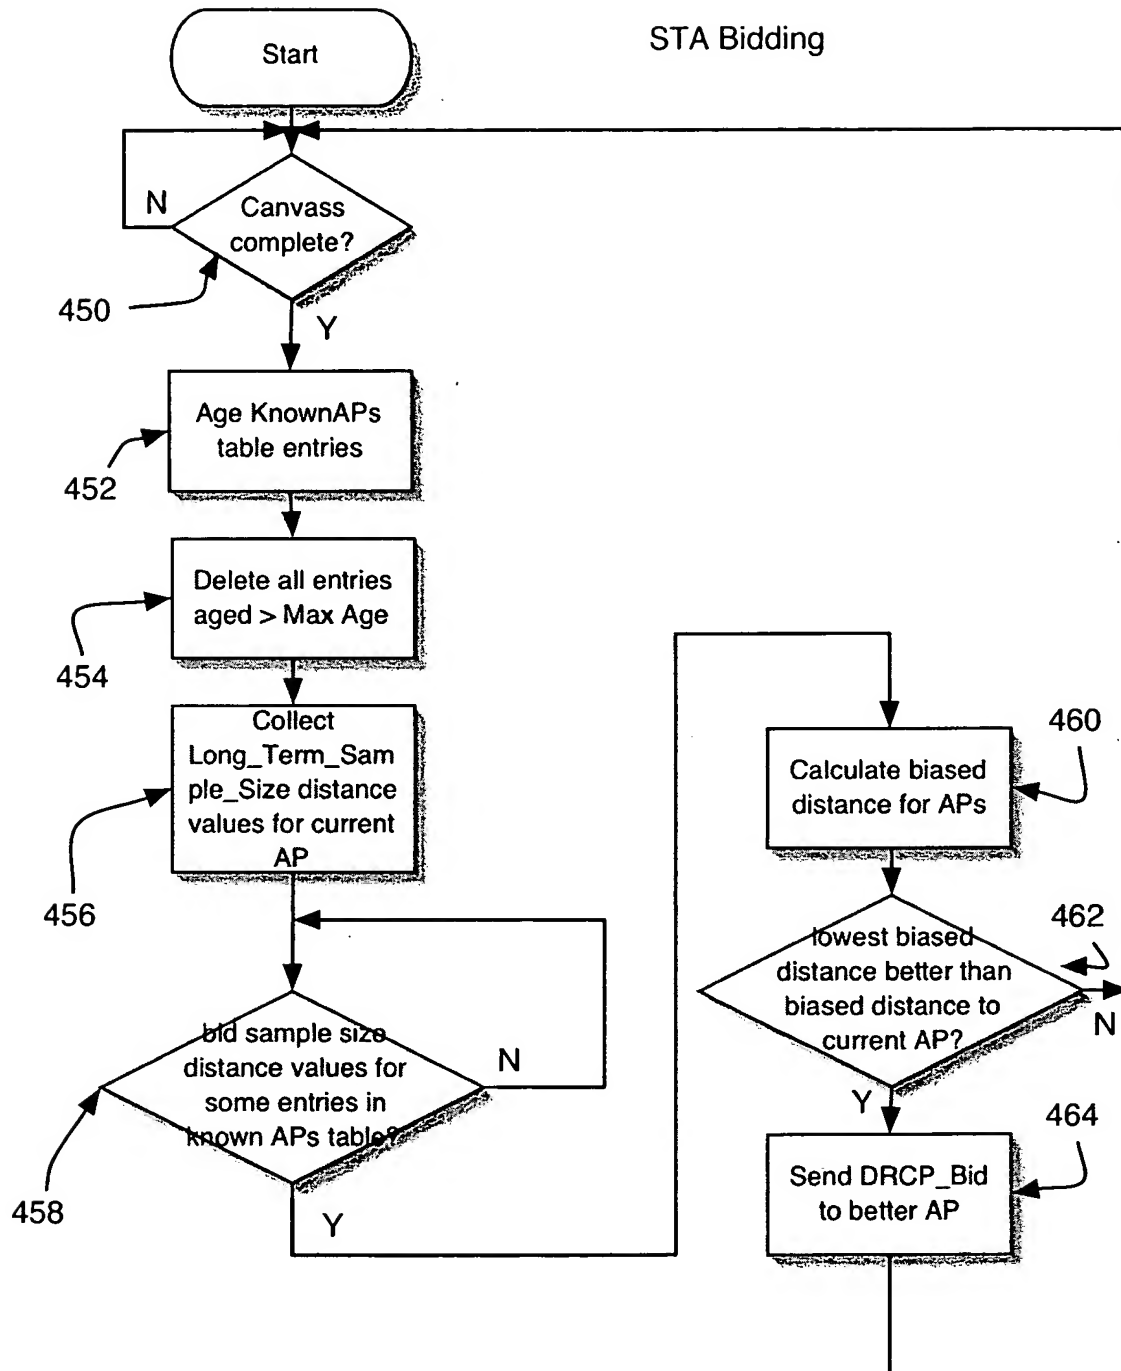 STA Bidding
Start
N
Canvass
complete?
450
Y
Age KnownAPs
table entries
452
Delete all entries
aged > Max Age
454
Collect
Long_Term_Sam
ple_Size distance
values for current
AP
456
bid sample size
distance values for
some entries in
known APs table?
N
458
Y
460
Calculate biased
distance for APs
462
lowest biased
distance better than
biased distance to
current AP?
N
Y
464
Send DRCP_Bid
to better AP